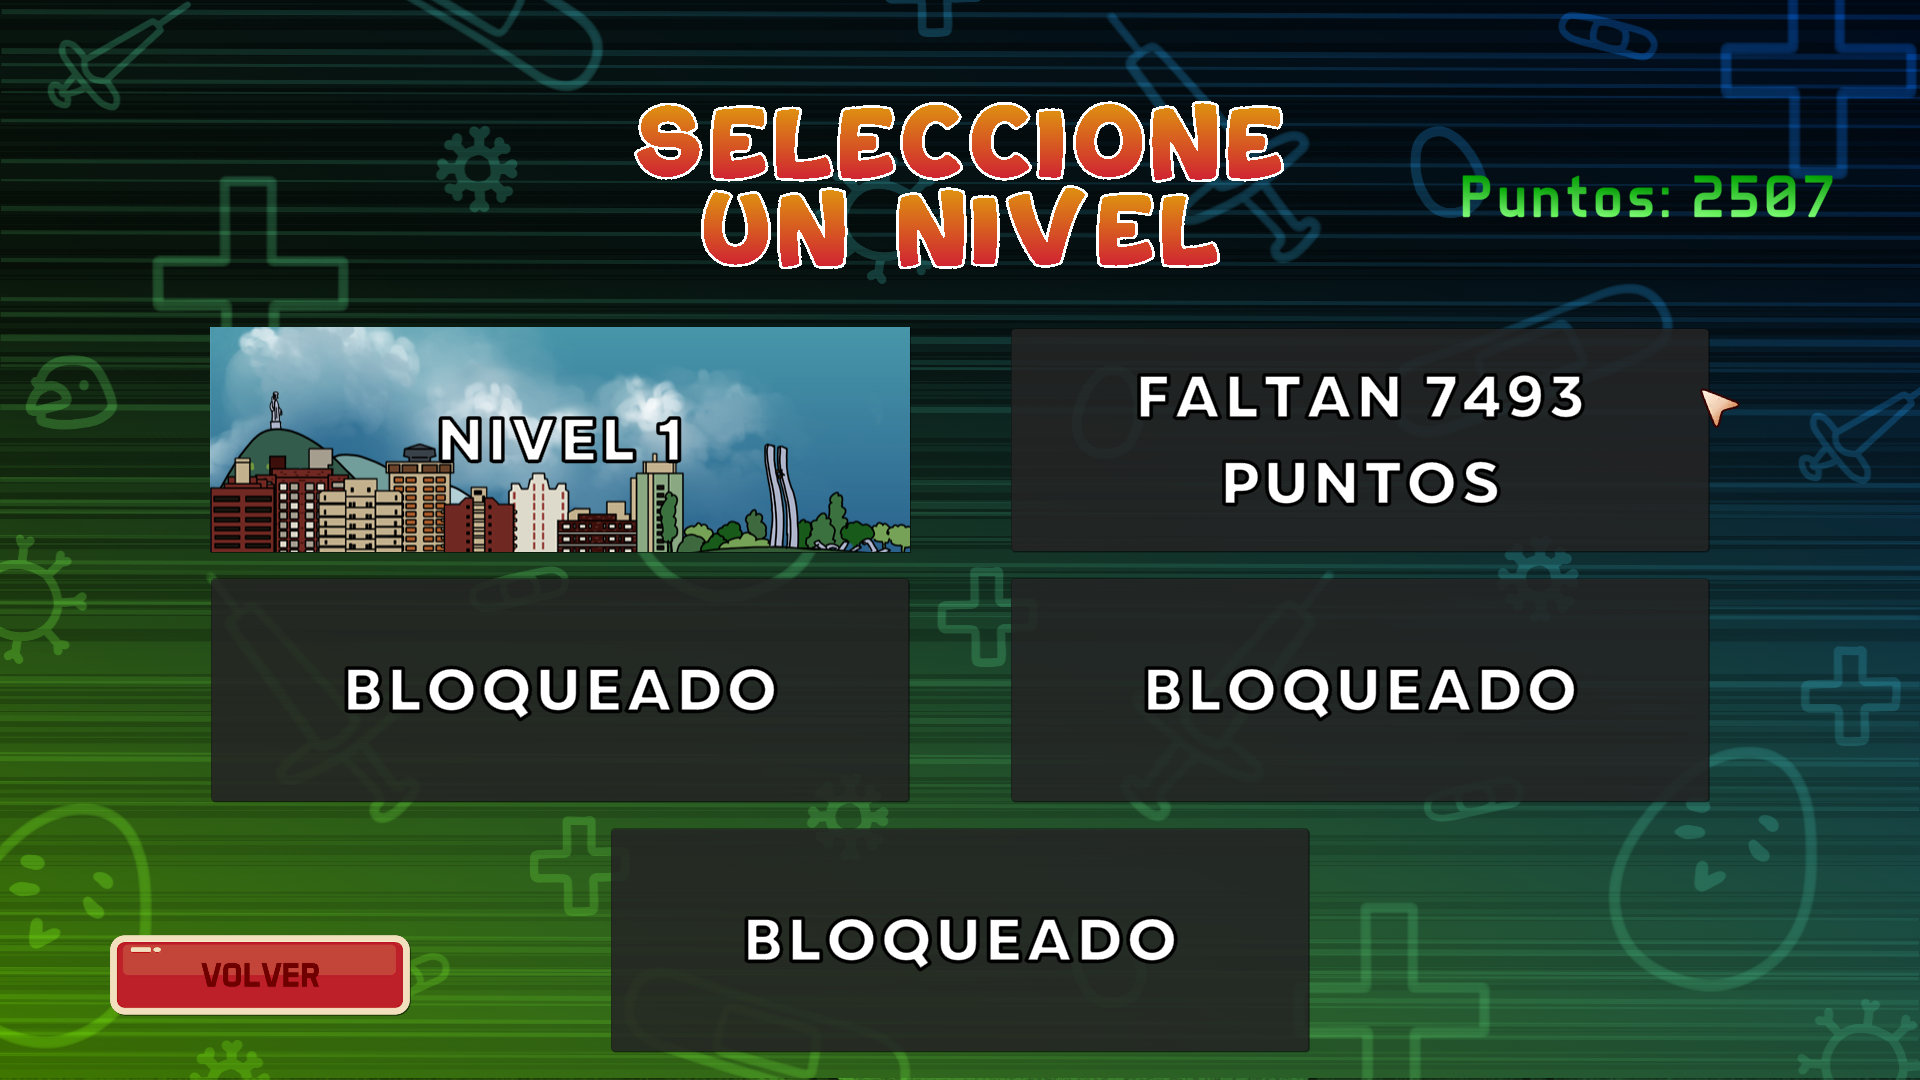 SELECCIONE
UN NIVEL
Puntos: 2507
NIVEL 1
FALTAN 7493
PUNTOS
BLOQUEADO
BLOQUEADO
BLOQUEADO
VOLVER